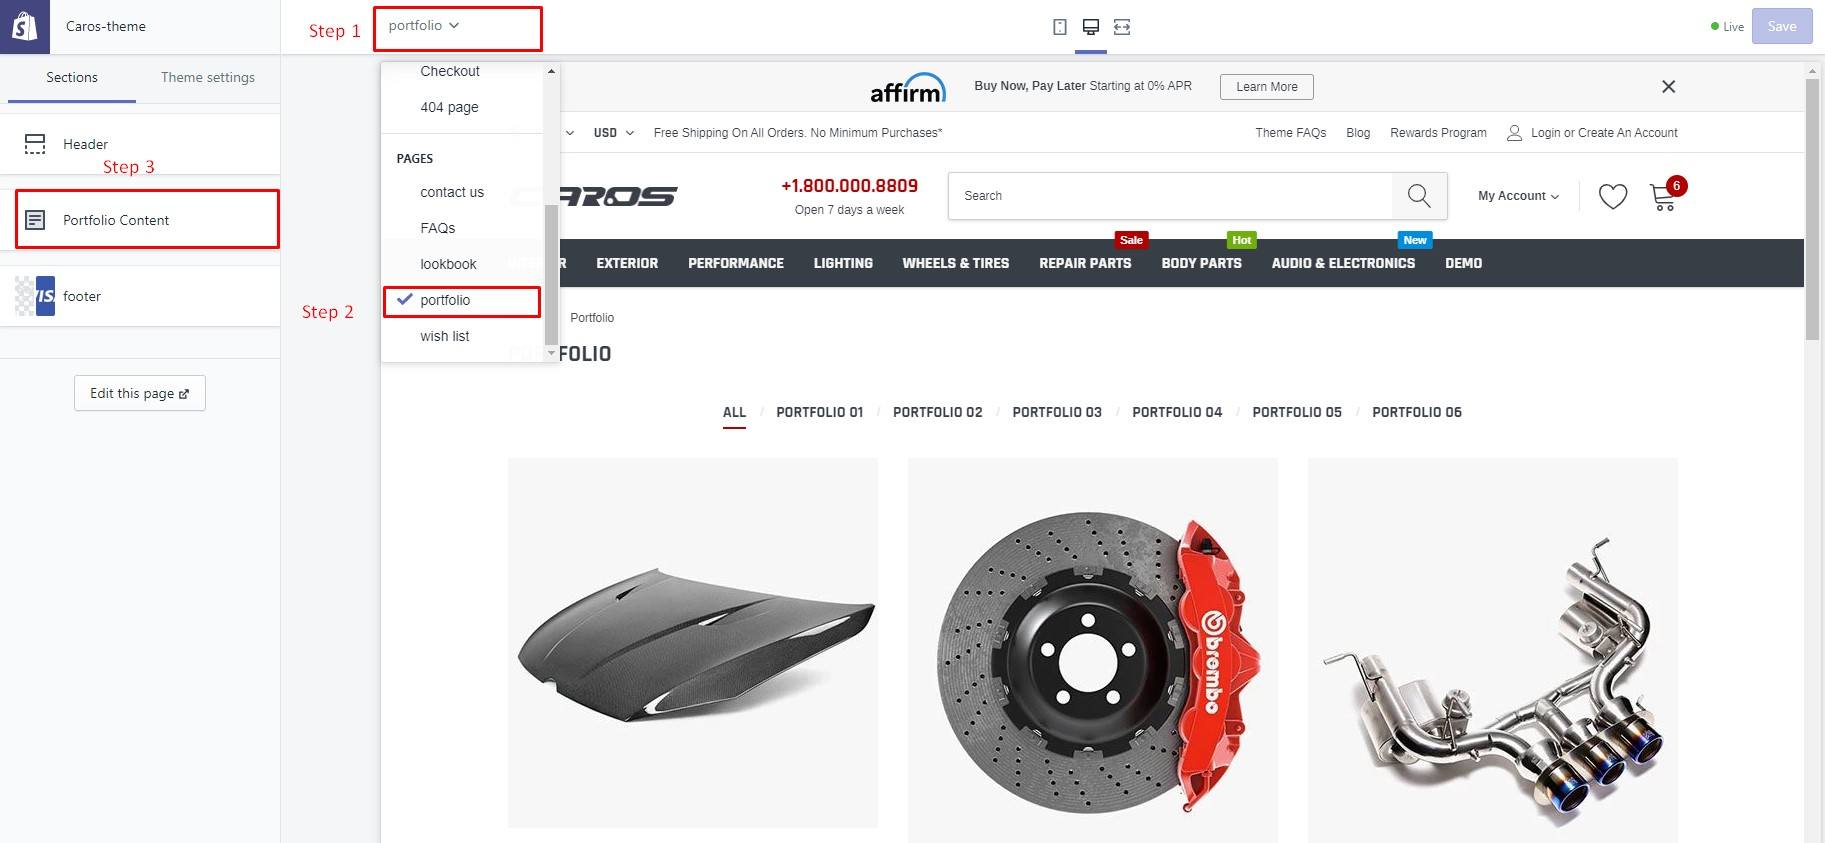 Caros-theme
Step 1
portfolio
Live
Save
Sections
Theme settings
Header
Step 3
Portfolio Content
VISA
footer
Edit this page
Step 2
Checkout
404 page
PAGES
contact us
FAQs
lookbook
portfolio
wish list
affirm
Buy Now, Pay Later Starting at 0% APR
Learn More
USD
Free Shipping On All Orders. No Minimum Purchases*
Theme FAQs
Blog
Rewards Program
Login or Create An Account
CAROS
+1.800.000.8809
Open 7 days a week
Search
My Account
6
Sale
Hot
New
EXTERIOR
PERFORMANCE
LIGHTING
WHEELS & TIRES
REPAIR PARTS
BODY PARTS
AUDIO & ELECTRONICS
DEMO
Portfolio
PORTFOLIO
ALL / PORTFOLIO 01 / PORTFOLIO 02 / PORTFOLIO 03 / PORTFOLIO 04 / PORTFOLIO 05 / PORTFOLIO 06
brembo